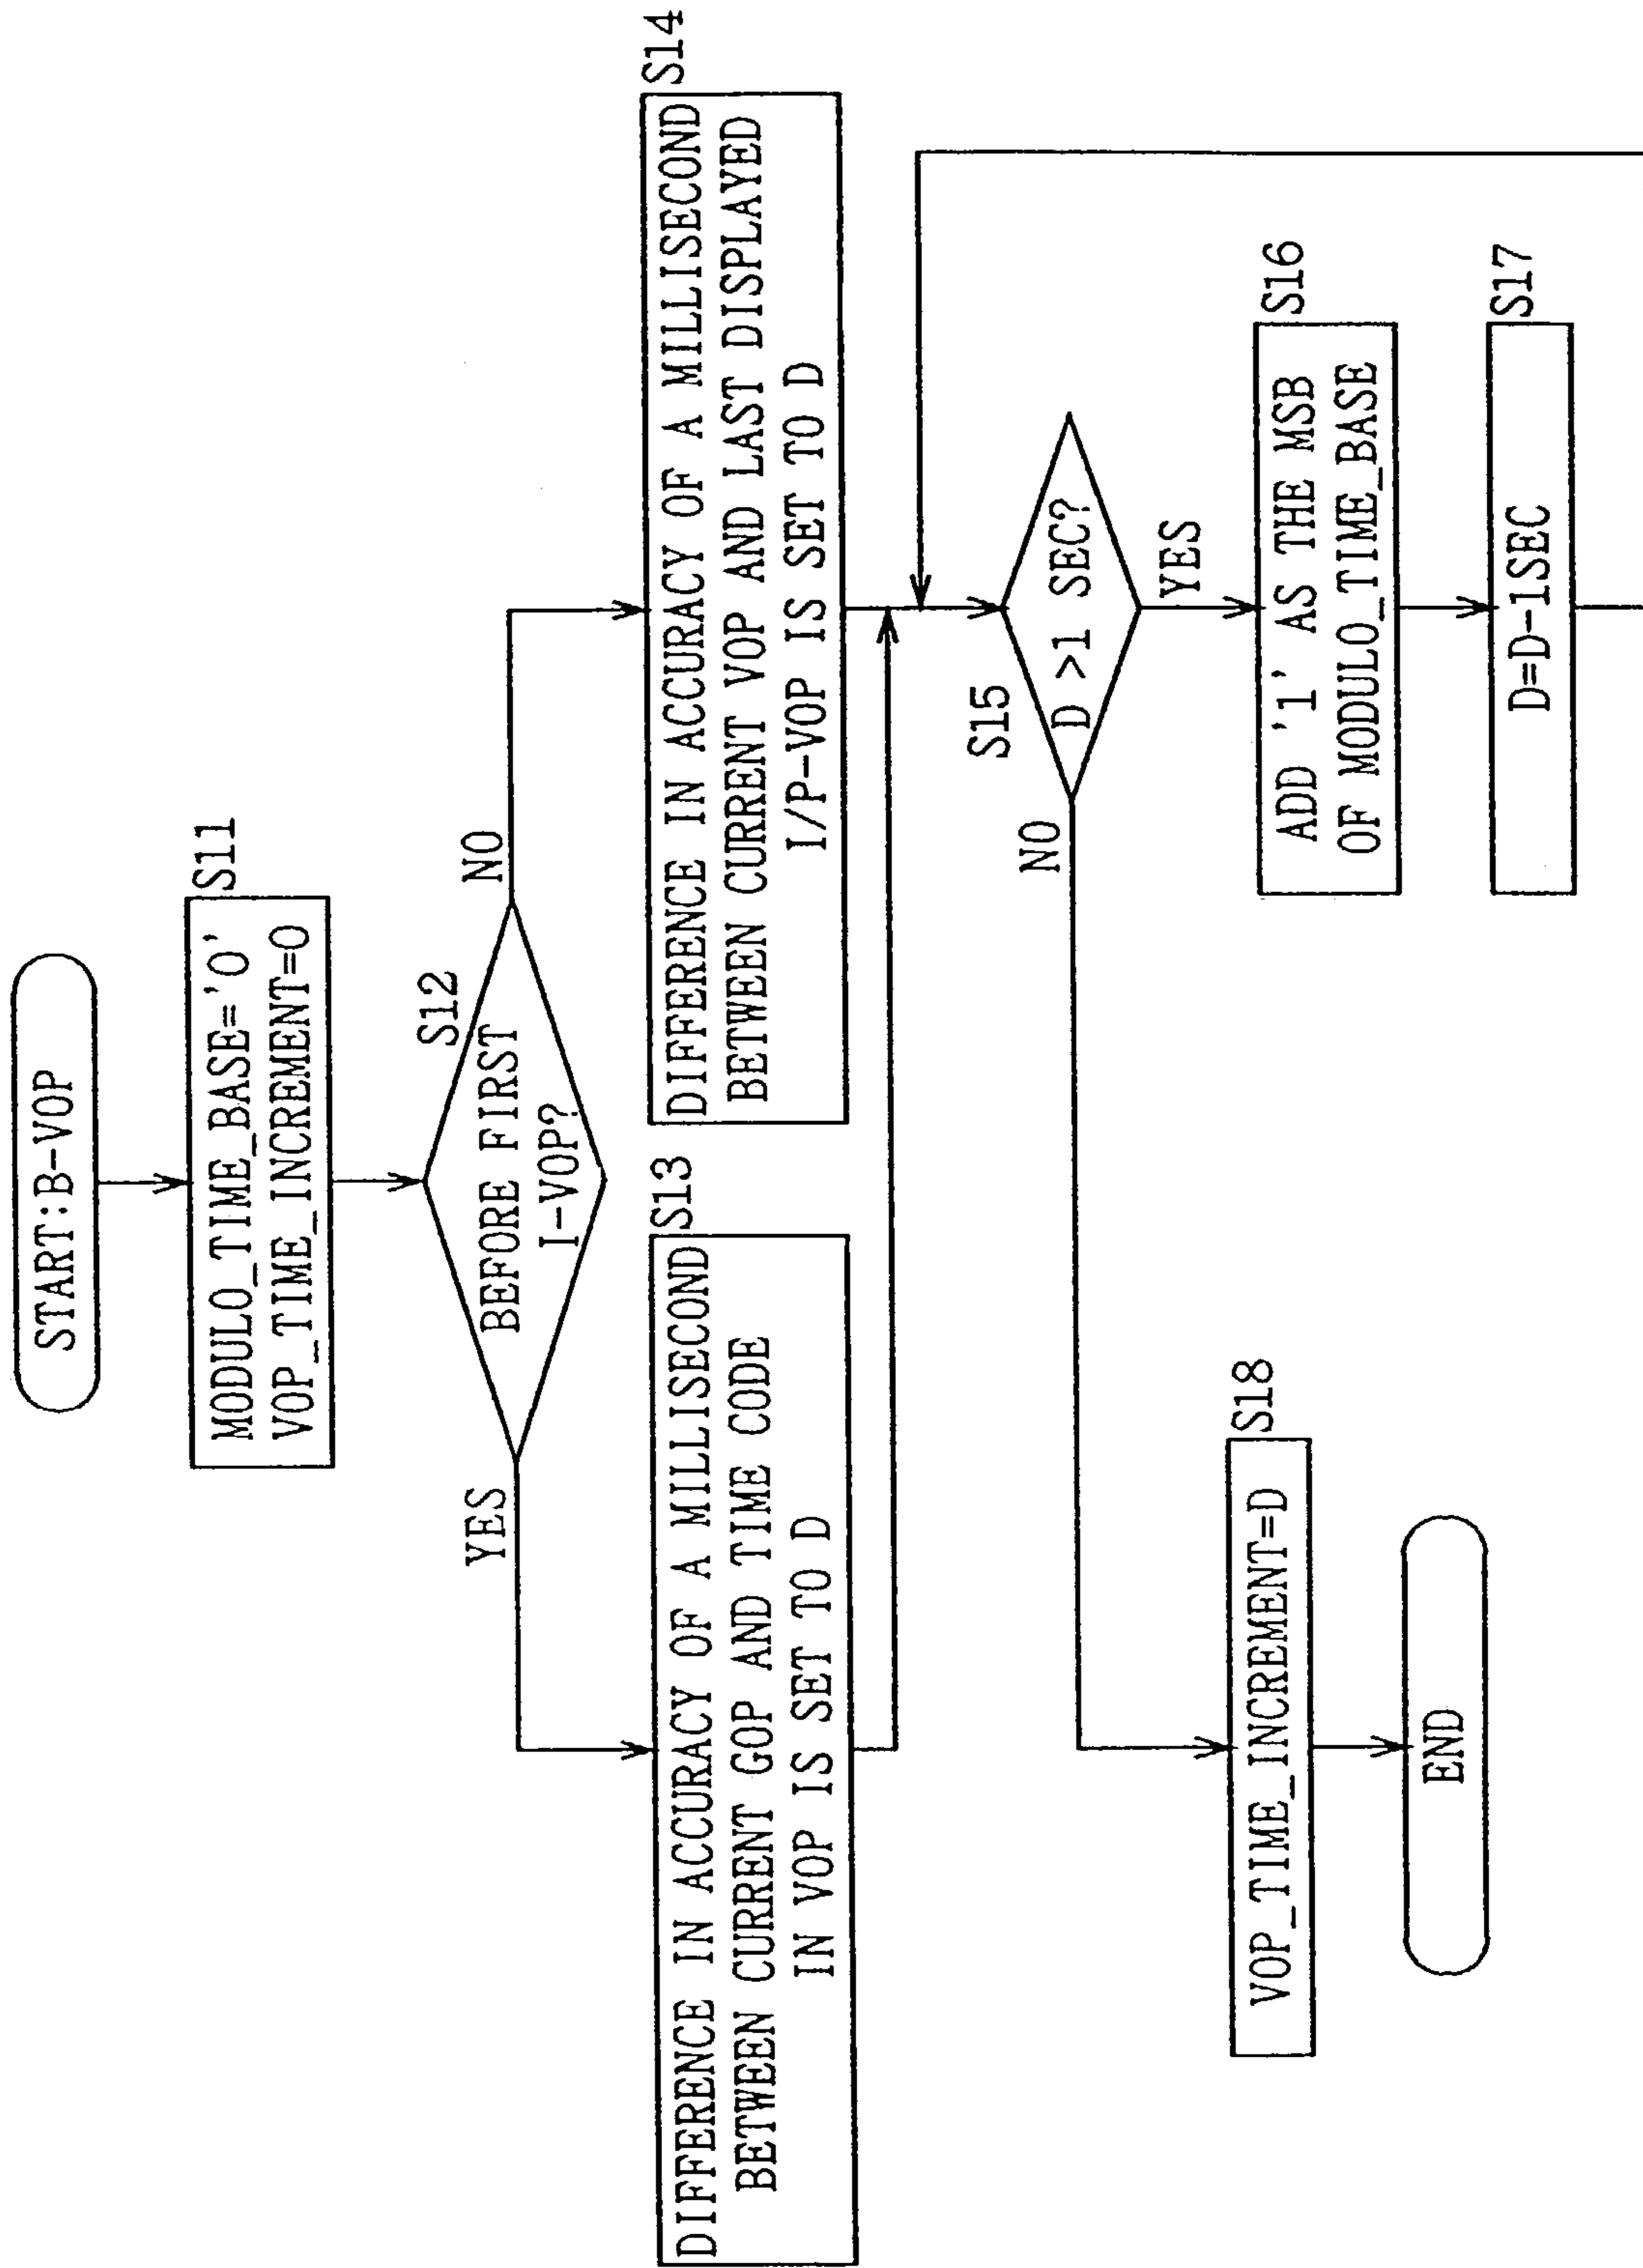 START:B-VOP
S11
MODULO_TIME_BASE='0'
VOP_TIME_INCREMENT=0
S12
BEFORE FIRST
I-VOP?
YES
NO
S13
DIFFERENCE IN ACCURACY OF A MILLISECOND
BETWEEN CURRENT GOP AND TIME CODE
IN VOP IS SET TO D
S14
DIFFERENCE IN ACCURACY OF A MILLISECOND
BETWEEN CURRENT VOP AND LAST DISPLAYED
I/P-VOP IS SET TO D
S15
D >1 SEC?
NO
YES
S16
ADD '1' AS THE MSB
OF MODULO_TIME_BASE
S17
D=D-1SEC
S18
VOP_TIME_INCREMENT=D
END